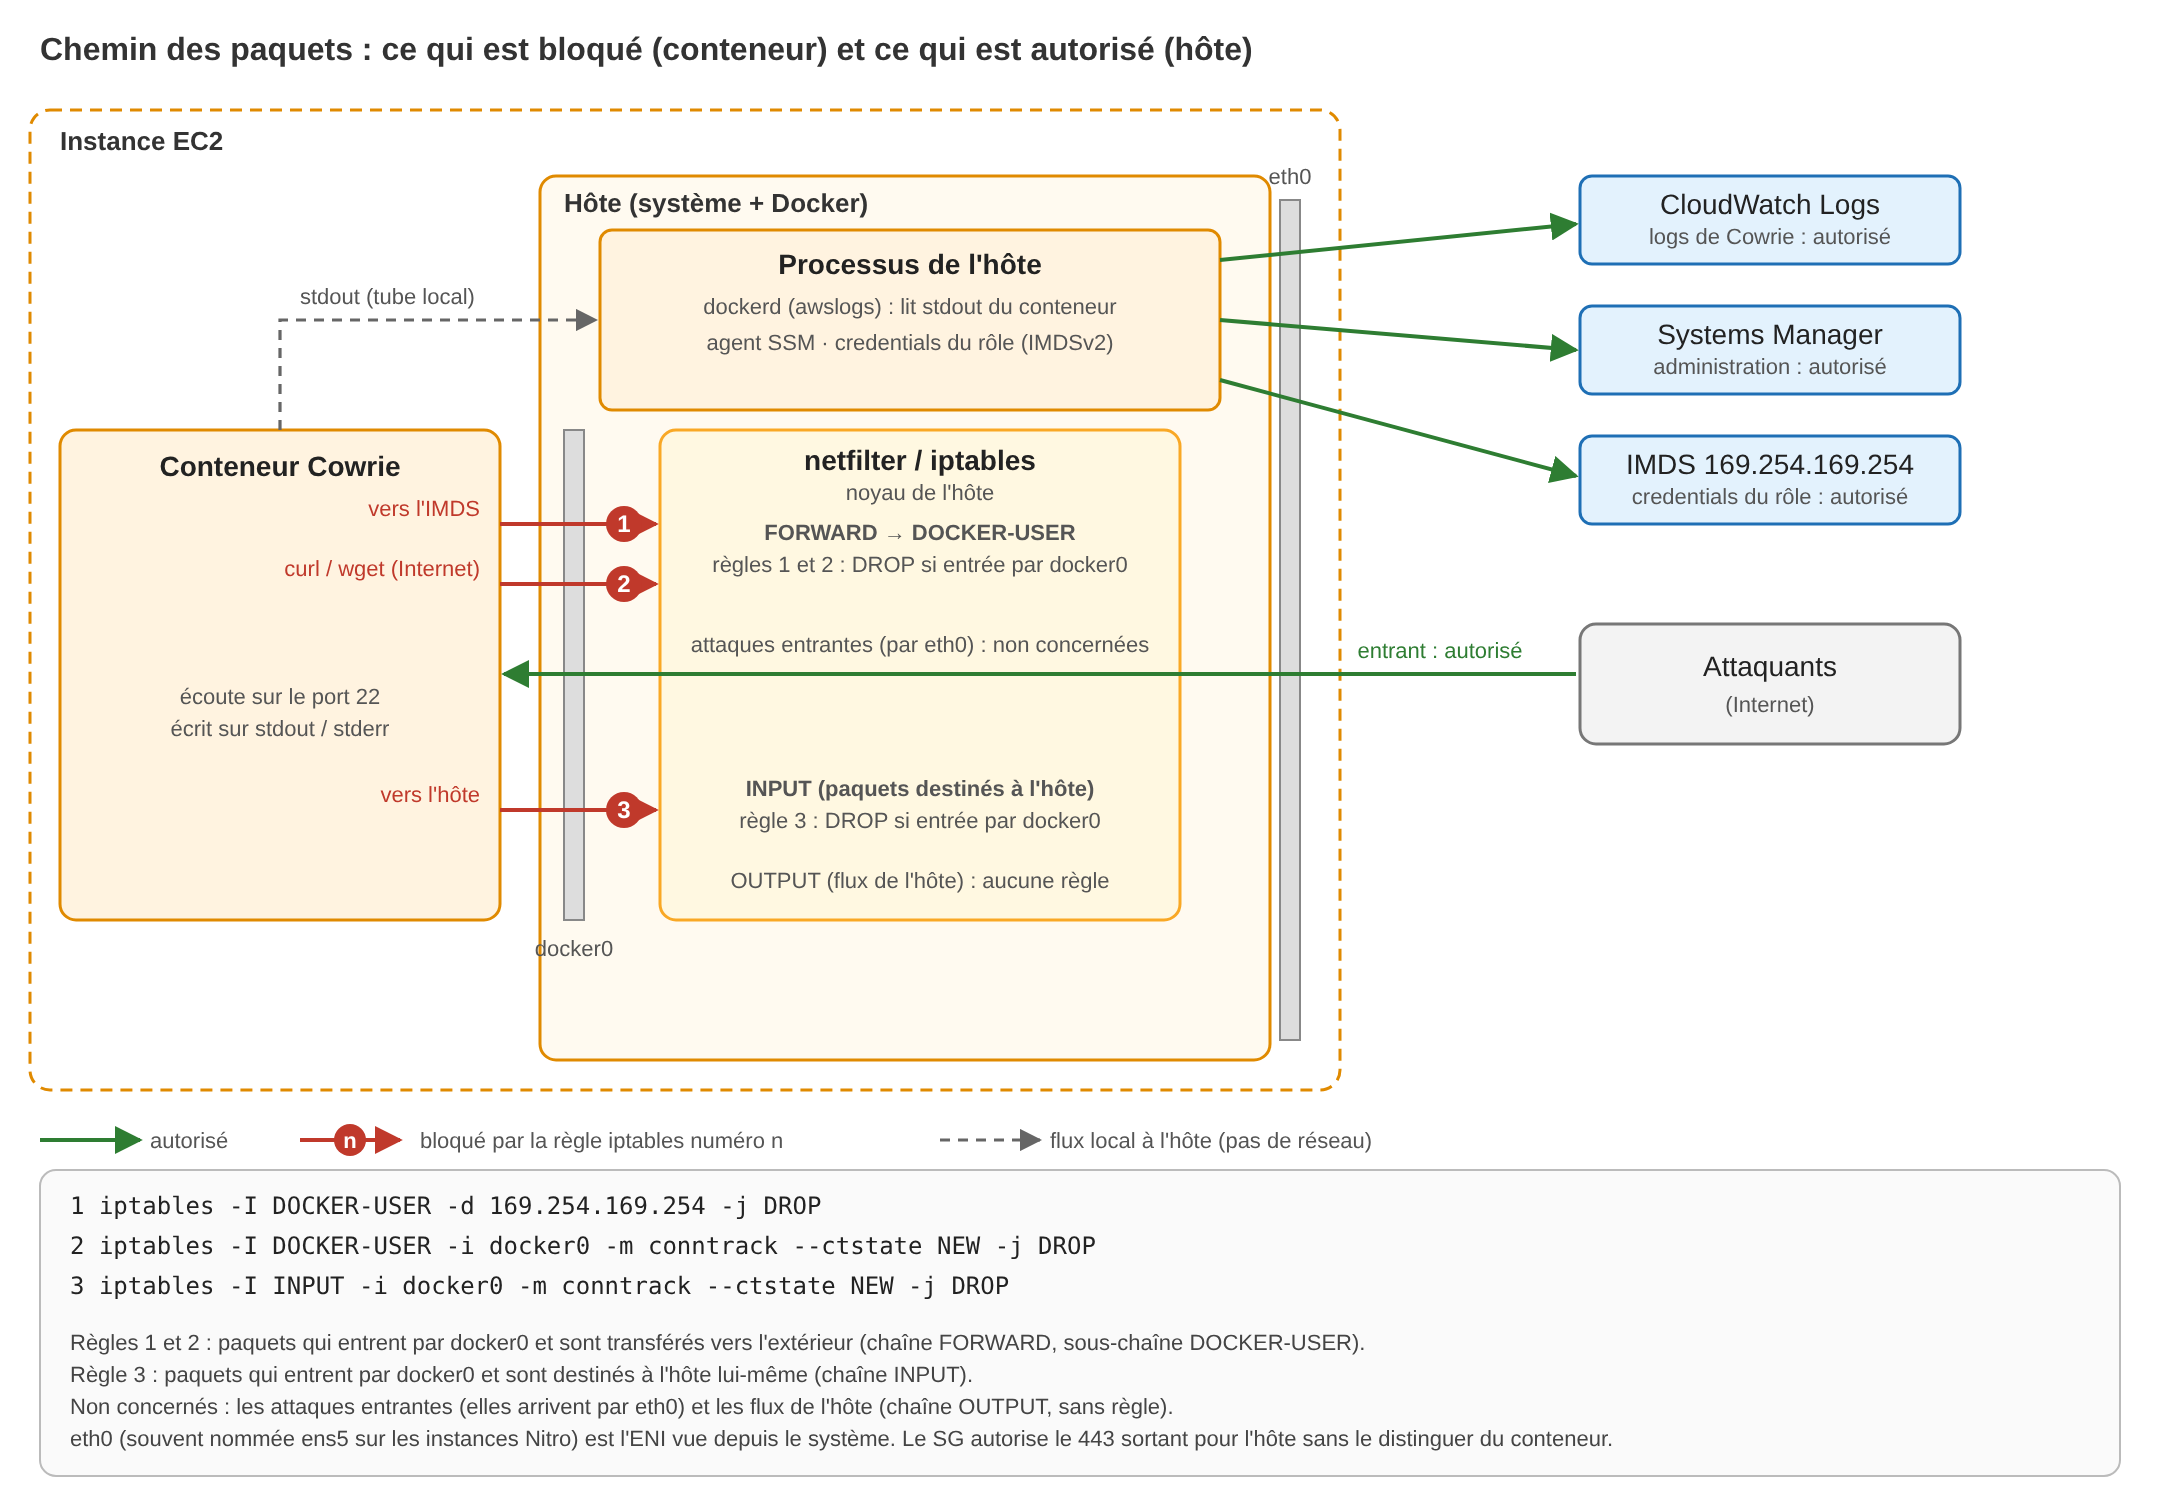 Chemin des paquets : ce qui est bloqué (conteneur) et ce qui est autorisé (hôte)
Instance EC2
eth0
Hôte (système + Docker)
Processus de l'hôte
dockerd (awslogs) : lit stdout du conteneur
agent SSM · credentials du rôle (IMDSv2)
stdout (tube local)
CloudWatch Logs
logs de Cowrie : autorisé
Systems Manager
administration : autorisé
IMDS 169.254.169.254
credentials du rôle : autorisé
Conteneur Cowrie
vers l'IMDS
1
curl / wget (Internet)
2
écoute sur le port 22
écrit sur stdout / stderr
vers l'hôte
3
docker0
netfilter / iptables
noyau de l'hôte
FORWARD → DOCKER-USER
règles 1 et 2 : DROP si entrée par docker0
attaques entrantes (par eth0) : non concernées
INPUT (paquets destinés à l'hôte)
règle 3 : DROP si entrée par docker0
OUTPUT (flux de l'hôte) : aucune règle
entrant : autorisé
Attaquants
(Internet)
autorisé
n
bloqué par la règle iptables numéro n
flux local à l'hôte (pas de réseau)
1 iptables -I DOCKER-USER -d 169.254.169.254 -j DROP
2 iptables -I DOCKER-USER -i docker0 -m conntrack --ctstate NEW -j DROP
3 iptables -I INPUT -i docker0 -m conntrack --ctstate NEW -j DROP
Règles 1 et 2 : paquets qui entrent par docker0 et sont transférés vers l'extérieur (chaîne FORWARD, sous-chaîne DOCKER-USER).
Règle 3 : paquets qui entrent par docker0 et sont destinés à l'hôte lui-même (chaîne INPUT).
Non concernés : les attaques entrantes (elles arrivent par eth0) et les flux de l'hôte (chaîne OUTPUT, sans règle).
eth0 (souvent nommée ens5 sur les instances Nitro) est l'ENI vue depuis le système. Le SG autorise le 443 sortant pour l'hôte sans le distinguer du conteneur.